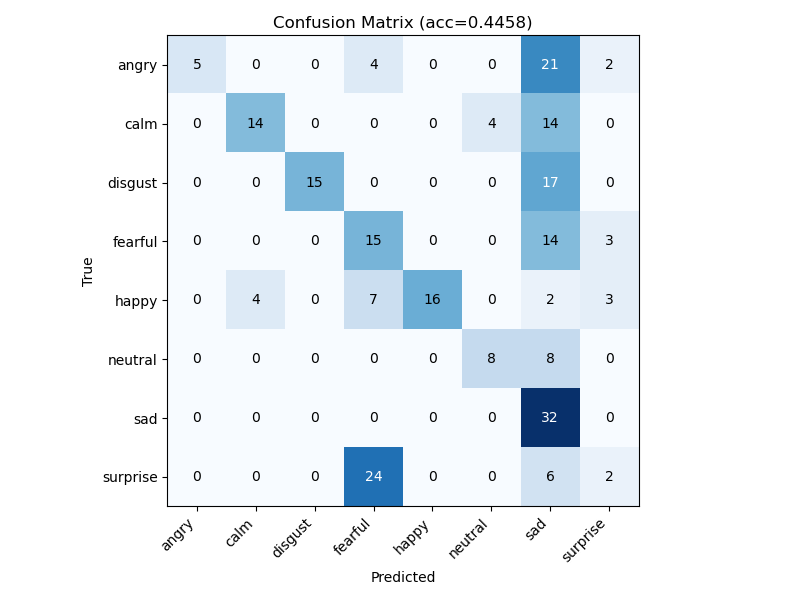 Confusion Matrix (acc=0.4458)
angry 5 0 0 4 0 0 21 2
calm 0 14 0 0 0 4 14 0
disgust 0 0 15 0 0 0 17 0
fearful 0 0 0 15 0 0 14 3
happy 0 4 0 7 16 0 2 3
neutral 0 0 0 0 0 8 8 0
sad 0 0 0 0 0 0 32 0
surprise 0 0 0 24 0 0 6 2
True
angry calm disgust fearful happy neutral sad surprise
Predicted